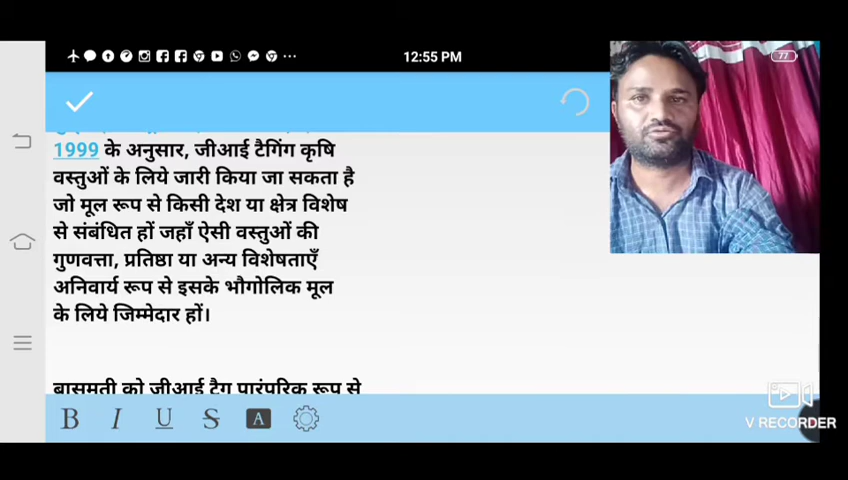 12:55 PM
77
1999 के अनुसार, जीआई टैगिंग कृषि
वस्तुओं के लिये जारी किया जा सकता है
जो मूल रूप से किसी देश या क्षेत्र विशेष
से संबंधित हों जहाँ ऐसी वस्तुओं की
गुणवत्ता, प्रतिष्ठा या अन्य विशेषताएँ
अनिवार्य रूप से इसके भौगोलिक मूल
के लिये जिम्मेदार हों।
बासमती को जीआई टैग पारंपरिक रूप से
B I U S A
V RECORDER